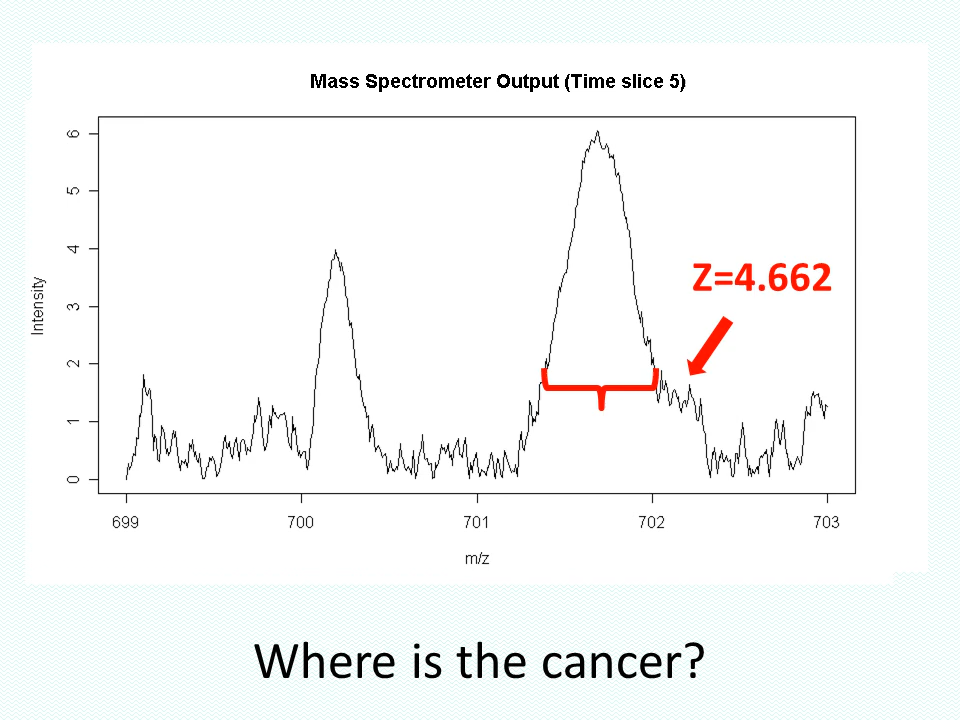 Mass Spectrometer Output (Time slice 5)
6
5
4
3
2
1
0
Intensity
Z=4.662
699 700 701 702 703
m/z
Where is the cancer?